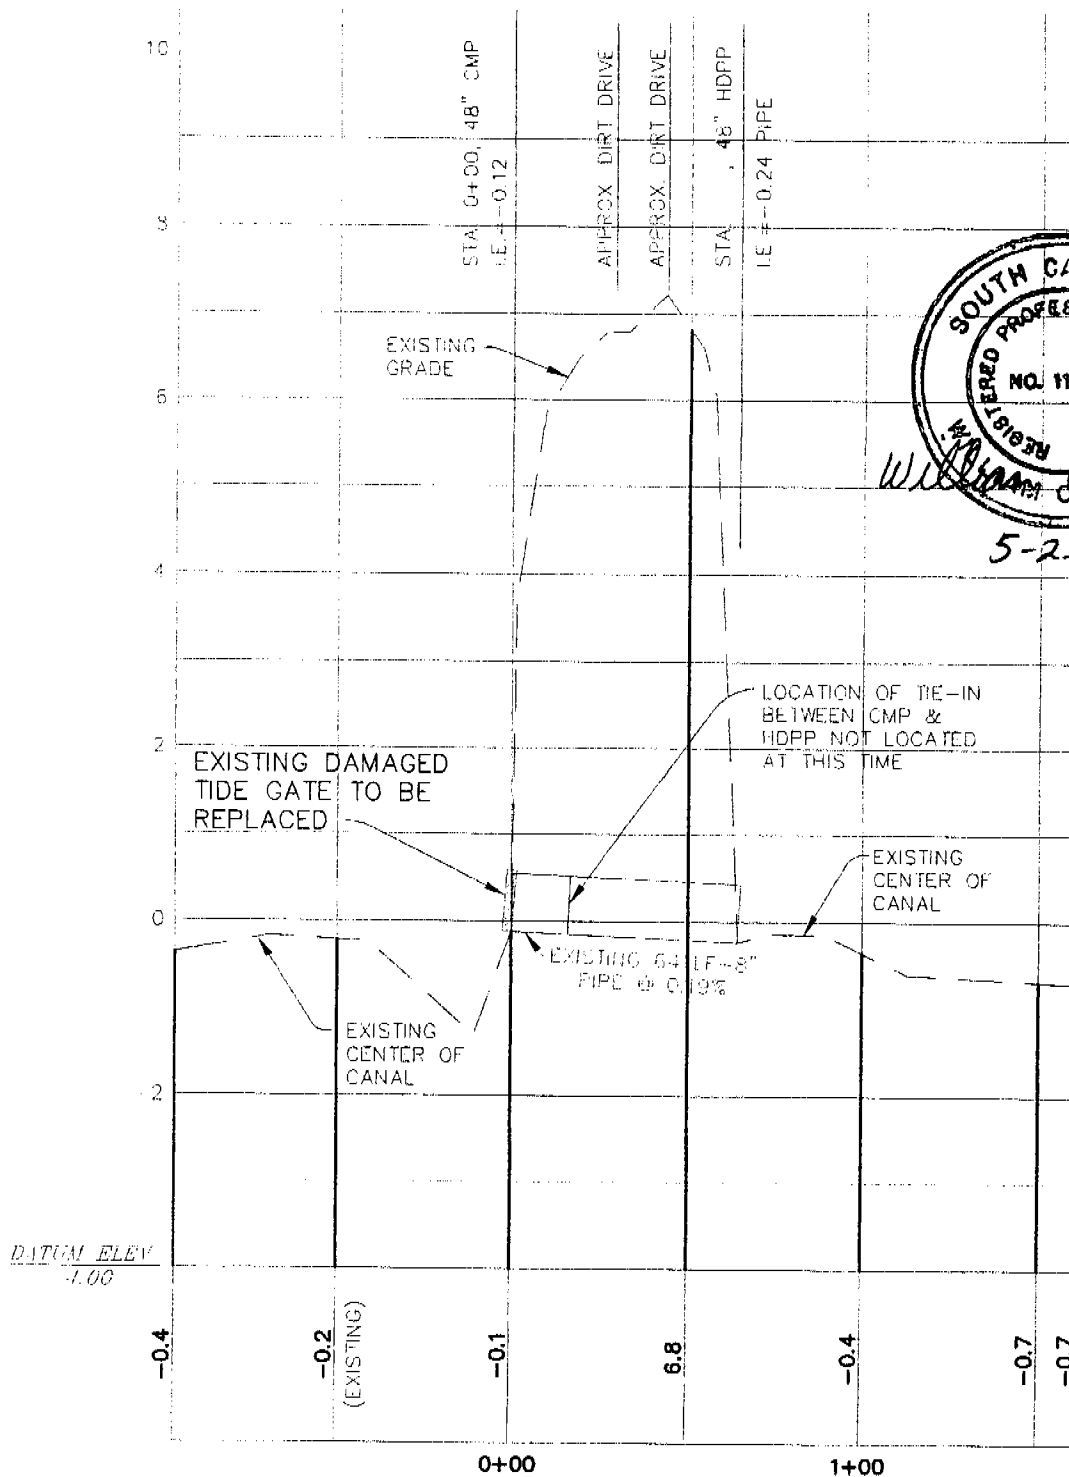 10
8
6
4
2
0
2
STA. 0+00, 48" CMP
I.E.=-0.12
APPROX. DIRT DRIVE
APPROX. DIRT DRIVE
STA. , 48" HDPP
I.E.=-0.24 PIPE
EXISTING
GRADE
SOUTH CA
REGISTERED PROFES
NO. 11
William
5-2-
LOCATION OF TIE-IN
BETWEEN CMP &
HDPP NOT LOCATED
AT THIS TIME
EXISTING DAMAGED
TIDE GATE TO BE
REPLACED
EXISTING
CENTER OF
CANAL
EXISTING 64 LF-8"
PIPE @ 0.19%
EXISTING
CENTER OF
CANAL
DATUM ELEV
-4.00
-0.4
-0.2
(EXISTING)
-0.1
6.8
-0.4
-0.7
-0.7
0+00
1+00